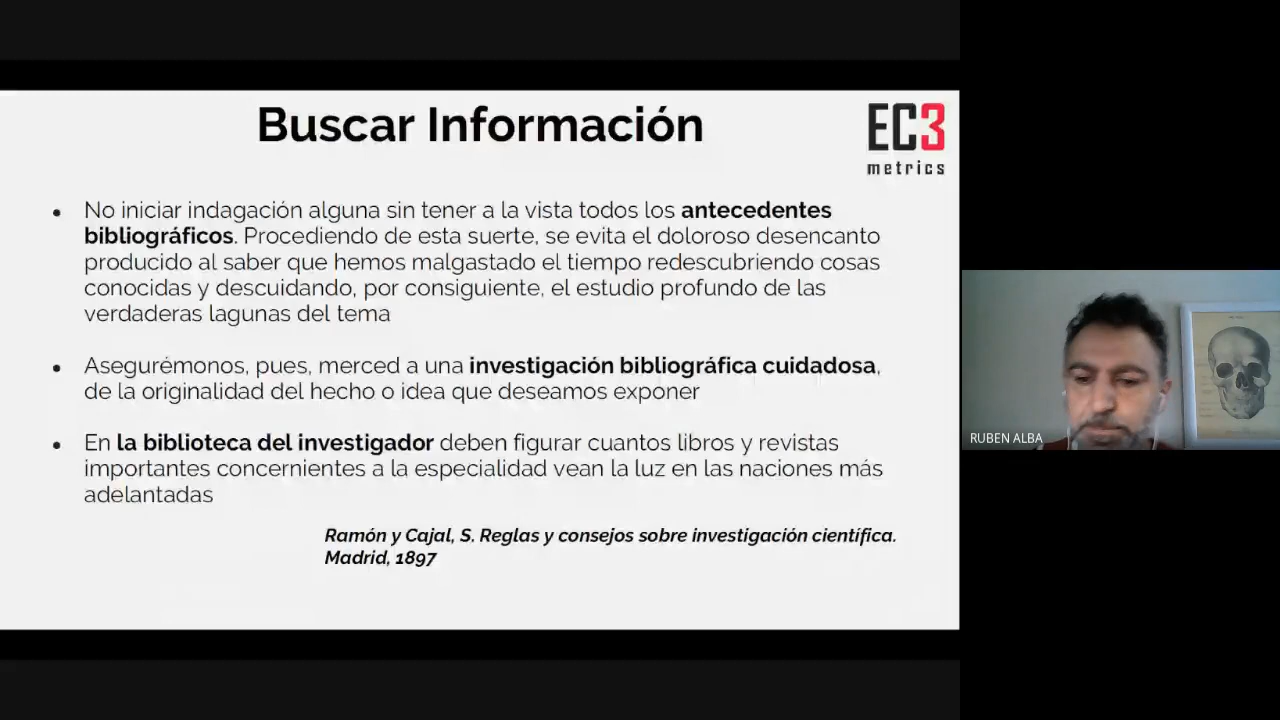 Buscar Información
EC3
metrics
● No iniciar indagación alguna sin tener a la vista todos los antecedentes
bibliográficos. Procediendo de esta suerte, se evita el doloroso desencanto
producido al saber que hemos malgastado el tiempo redescubriendo cosas
conocidas y descuidando, por consiguiente, el estudio profundo de las
verdaderas lagunas del tema
● Asegurémonos, pues, merced a una investigación bibliográfica cuidadosa,
de la originalidad del hecho o idea que deseamos exponer
● En la biblioteca del investigador deben figurar cuantos libros y revistas
importantes concernientes a la especialidad vean la luz en las naciones más
adelantadas
Ramón y Cajal, S. Reglas y consejos sobre investigación científica.
Madrid, 1897
RUBEN ALBA